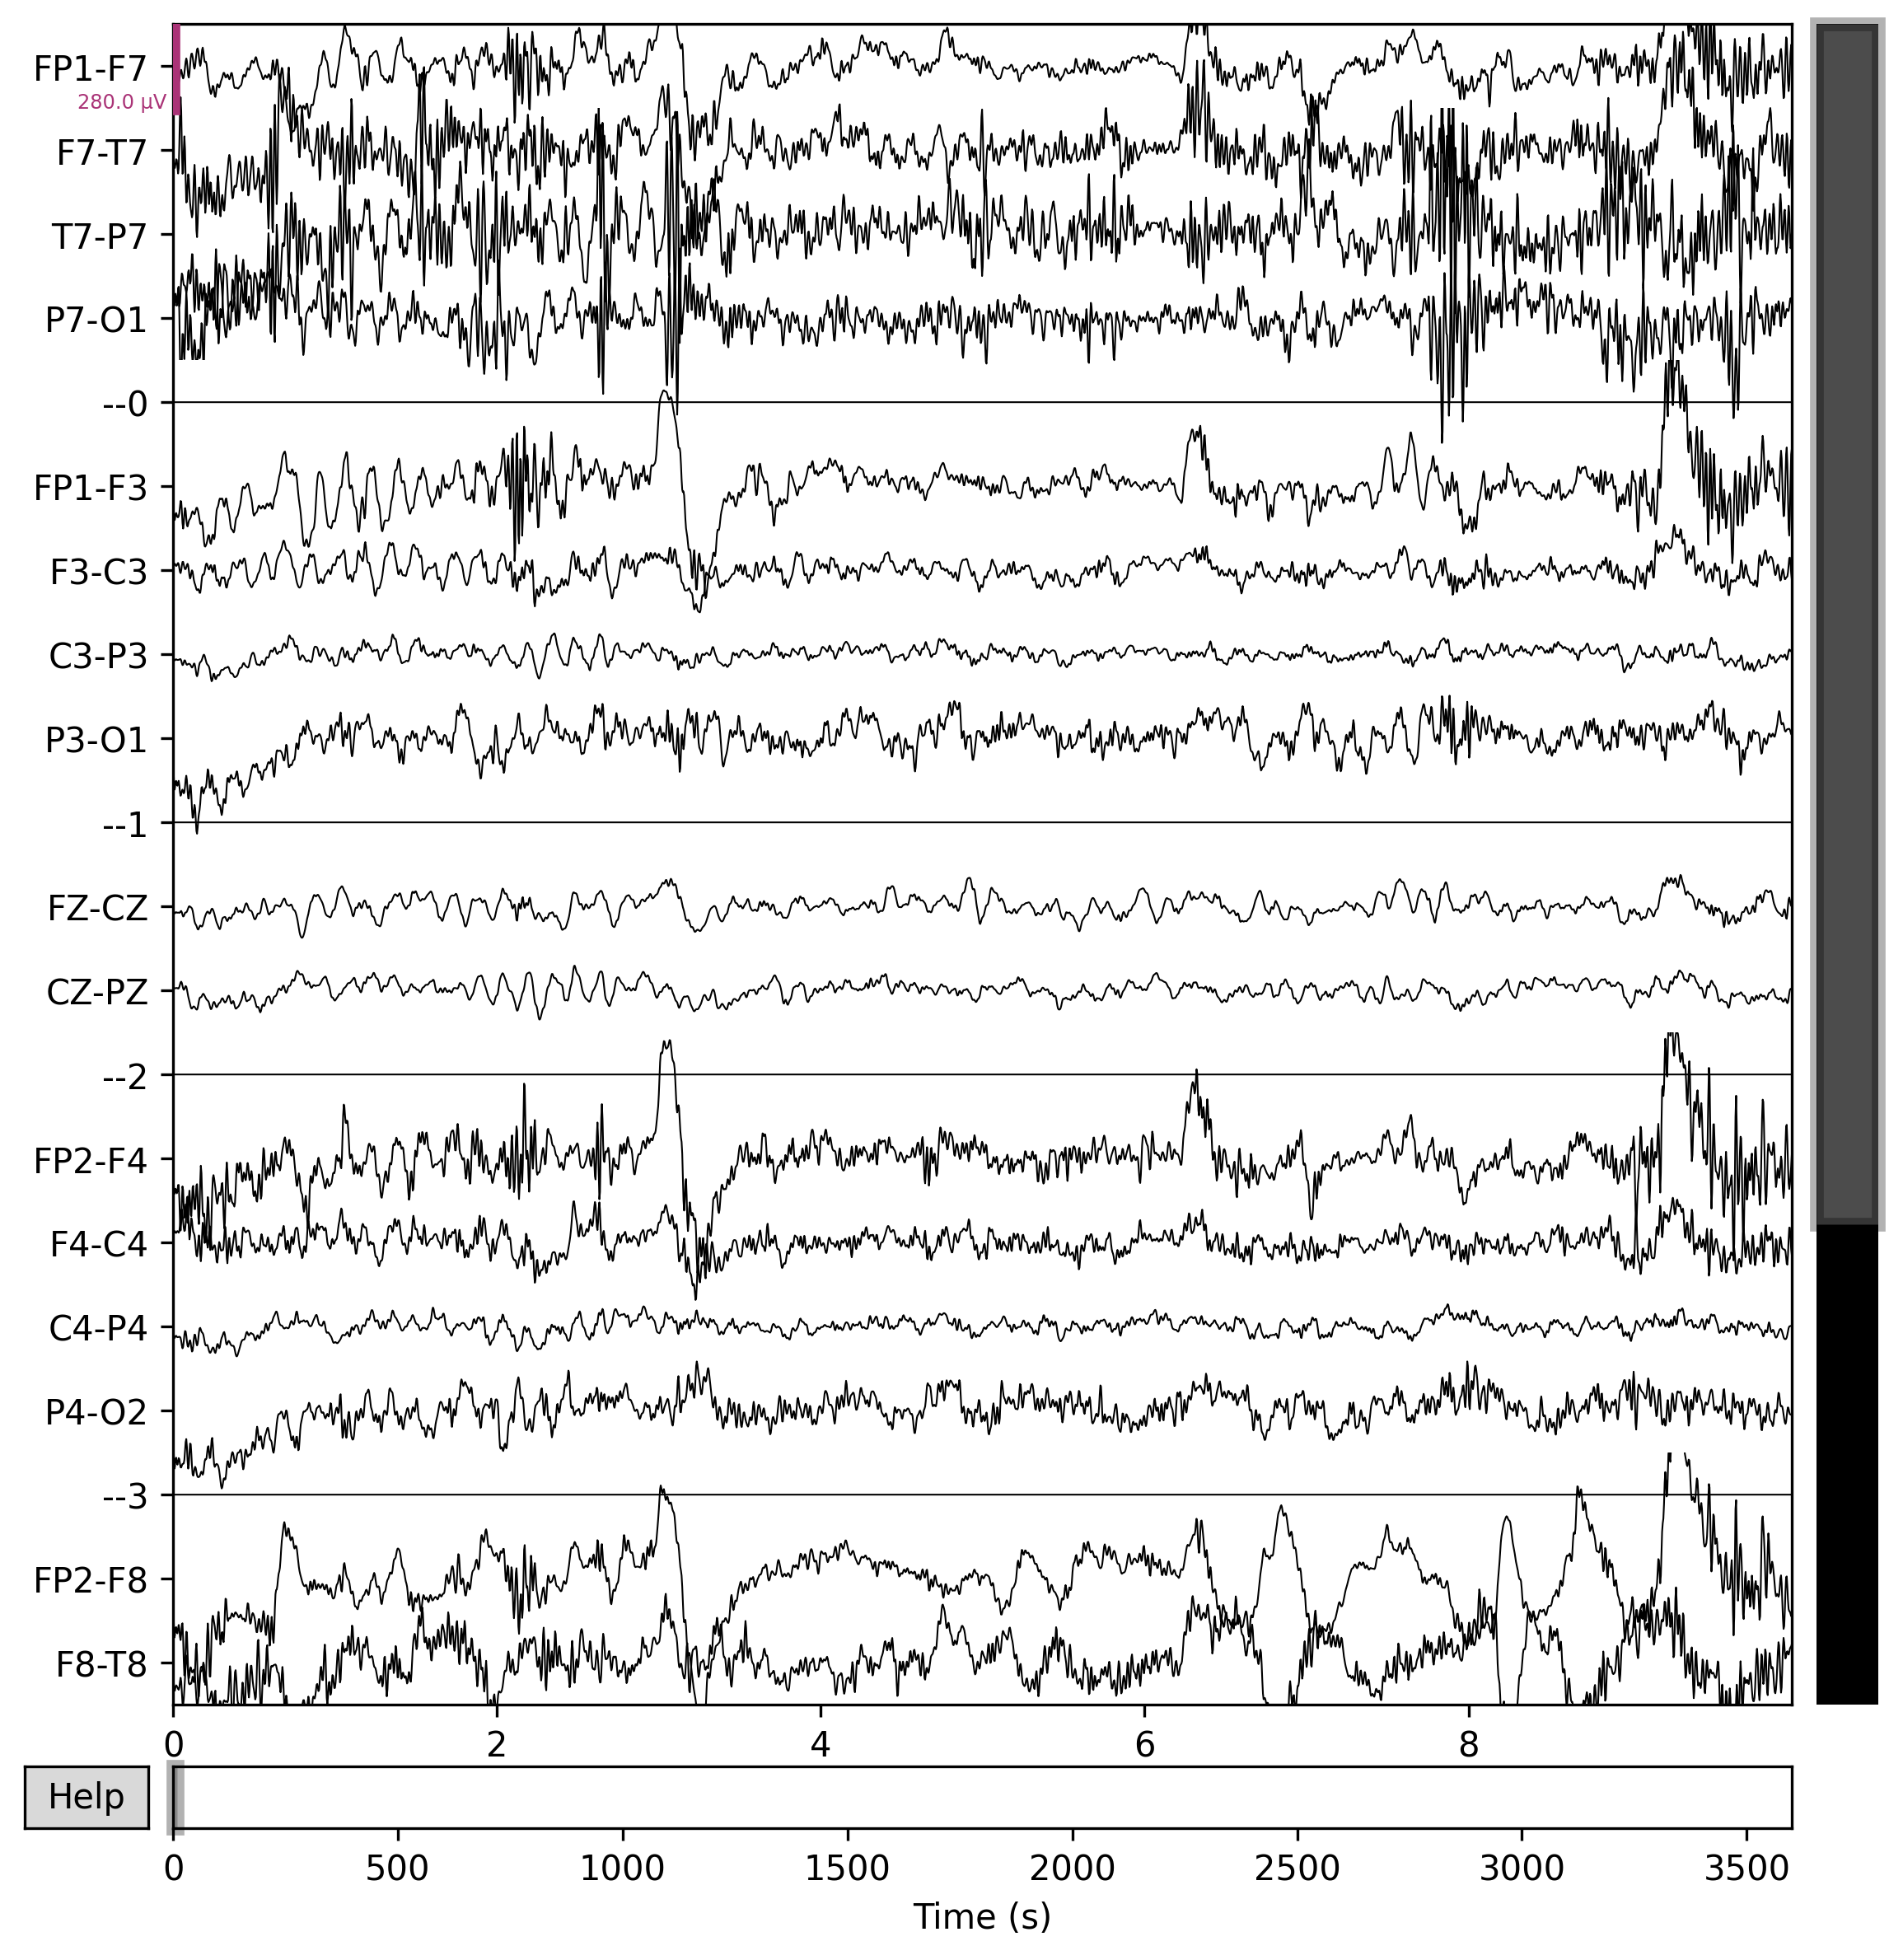 FP1-F7
280.0 µV
F7-T7
T7-P7
P7-O1
--0
FP1-F3
F3-C3
C3-P3
P3-O1
--1
FZ-CZ
CZ-PZ
--2
FP2-F4
F4-C4
C4-P4
P4-O2
--3
FP2-F8
F8-T8
0 2 4 6 8
Help
0 500 1000 1500 2000 2500 3000 3500
Time (s)